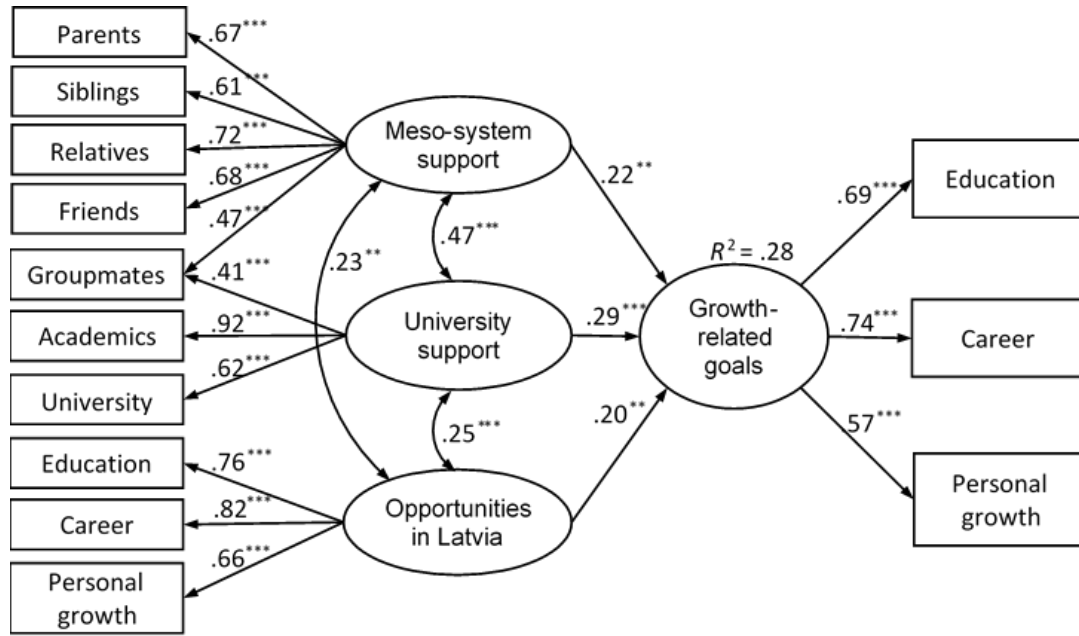 Parents
.67***
Siblings
.61***
Relatives
.72***
Friends
.68***
Groupmates
.47***
.41***
Academics
.92***
University
.62***
Education
.76***
Career
.82***
Personal
growth
.66***
Meso-system
support
University
support
Opportunities
in Latvia
.23**
.47***
.25***
.22**
.29***
.20**
R² = .28
Growth-
related
goals
.69***
.74***
.57***
Education
Career
Personal
growth